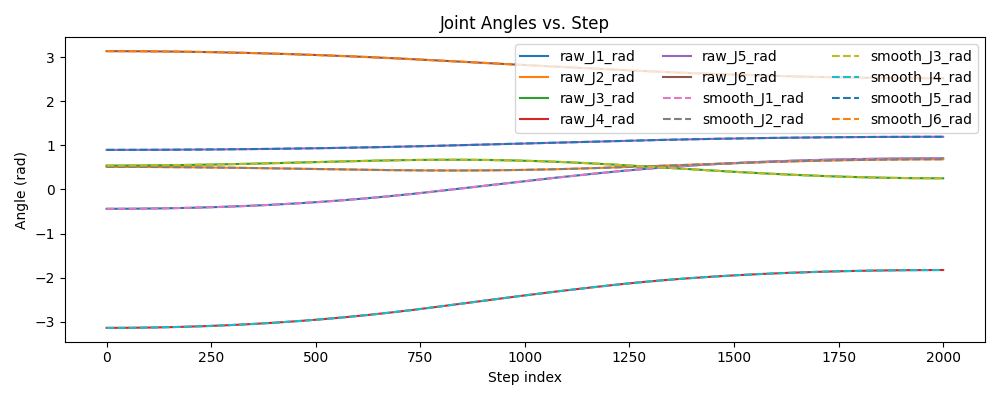 Joint Angles vs. Step
raw_J1_rad
raw_J2_rad
raw_J3_rad
raw_J4_rad
raw_J5_rad
raw_J6_rad
smooth_J1_rad
smooth_J2_rad
smooth_J3_rad
smooth_J4_rad
smooth_J5_rad
smooth_J6_rad
Angle (rad)
3
2
1
0
−1
−2
−3
0
250
500
750
1000
1250
1500
1750
2000
Step index